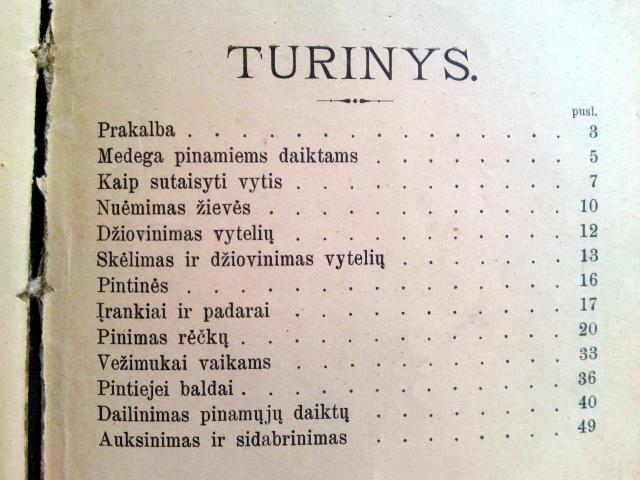 TURINYS.
pusl.
Prakalba . . . . . . . . . . . . . . . 3
Medega pinamiems daiktams . . . . . . . . 5
Kaip sutaisyti vytis . . . . . . . . . . . 7
Nuėmimas žievės . . . . . . . . . . . . 10
Džiovinimas vytelių . . . . . . . . . . . 12
Skėlimas ir džiovinimas vytelių . . . . . . . 13
Pintinės . . . . . . . . . . . . . . . 16
Įrankiai ir padarai . . . . . . . . . . . 17
Pinimas rėčkų . . . . . . . . . . . . . 20
Vežimukai vaikams . . . . . . . . . . . 33
Pintiejei baldai . . . . . . . . . . . . . 36
Dailinimas pinamųjų daiktų . . . . . . . . 40
Auksinimas ir sidabrinimas . . . . . . . . 49